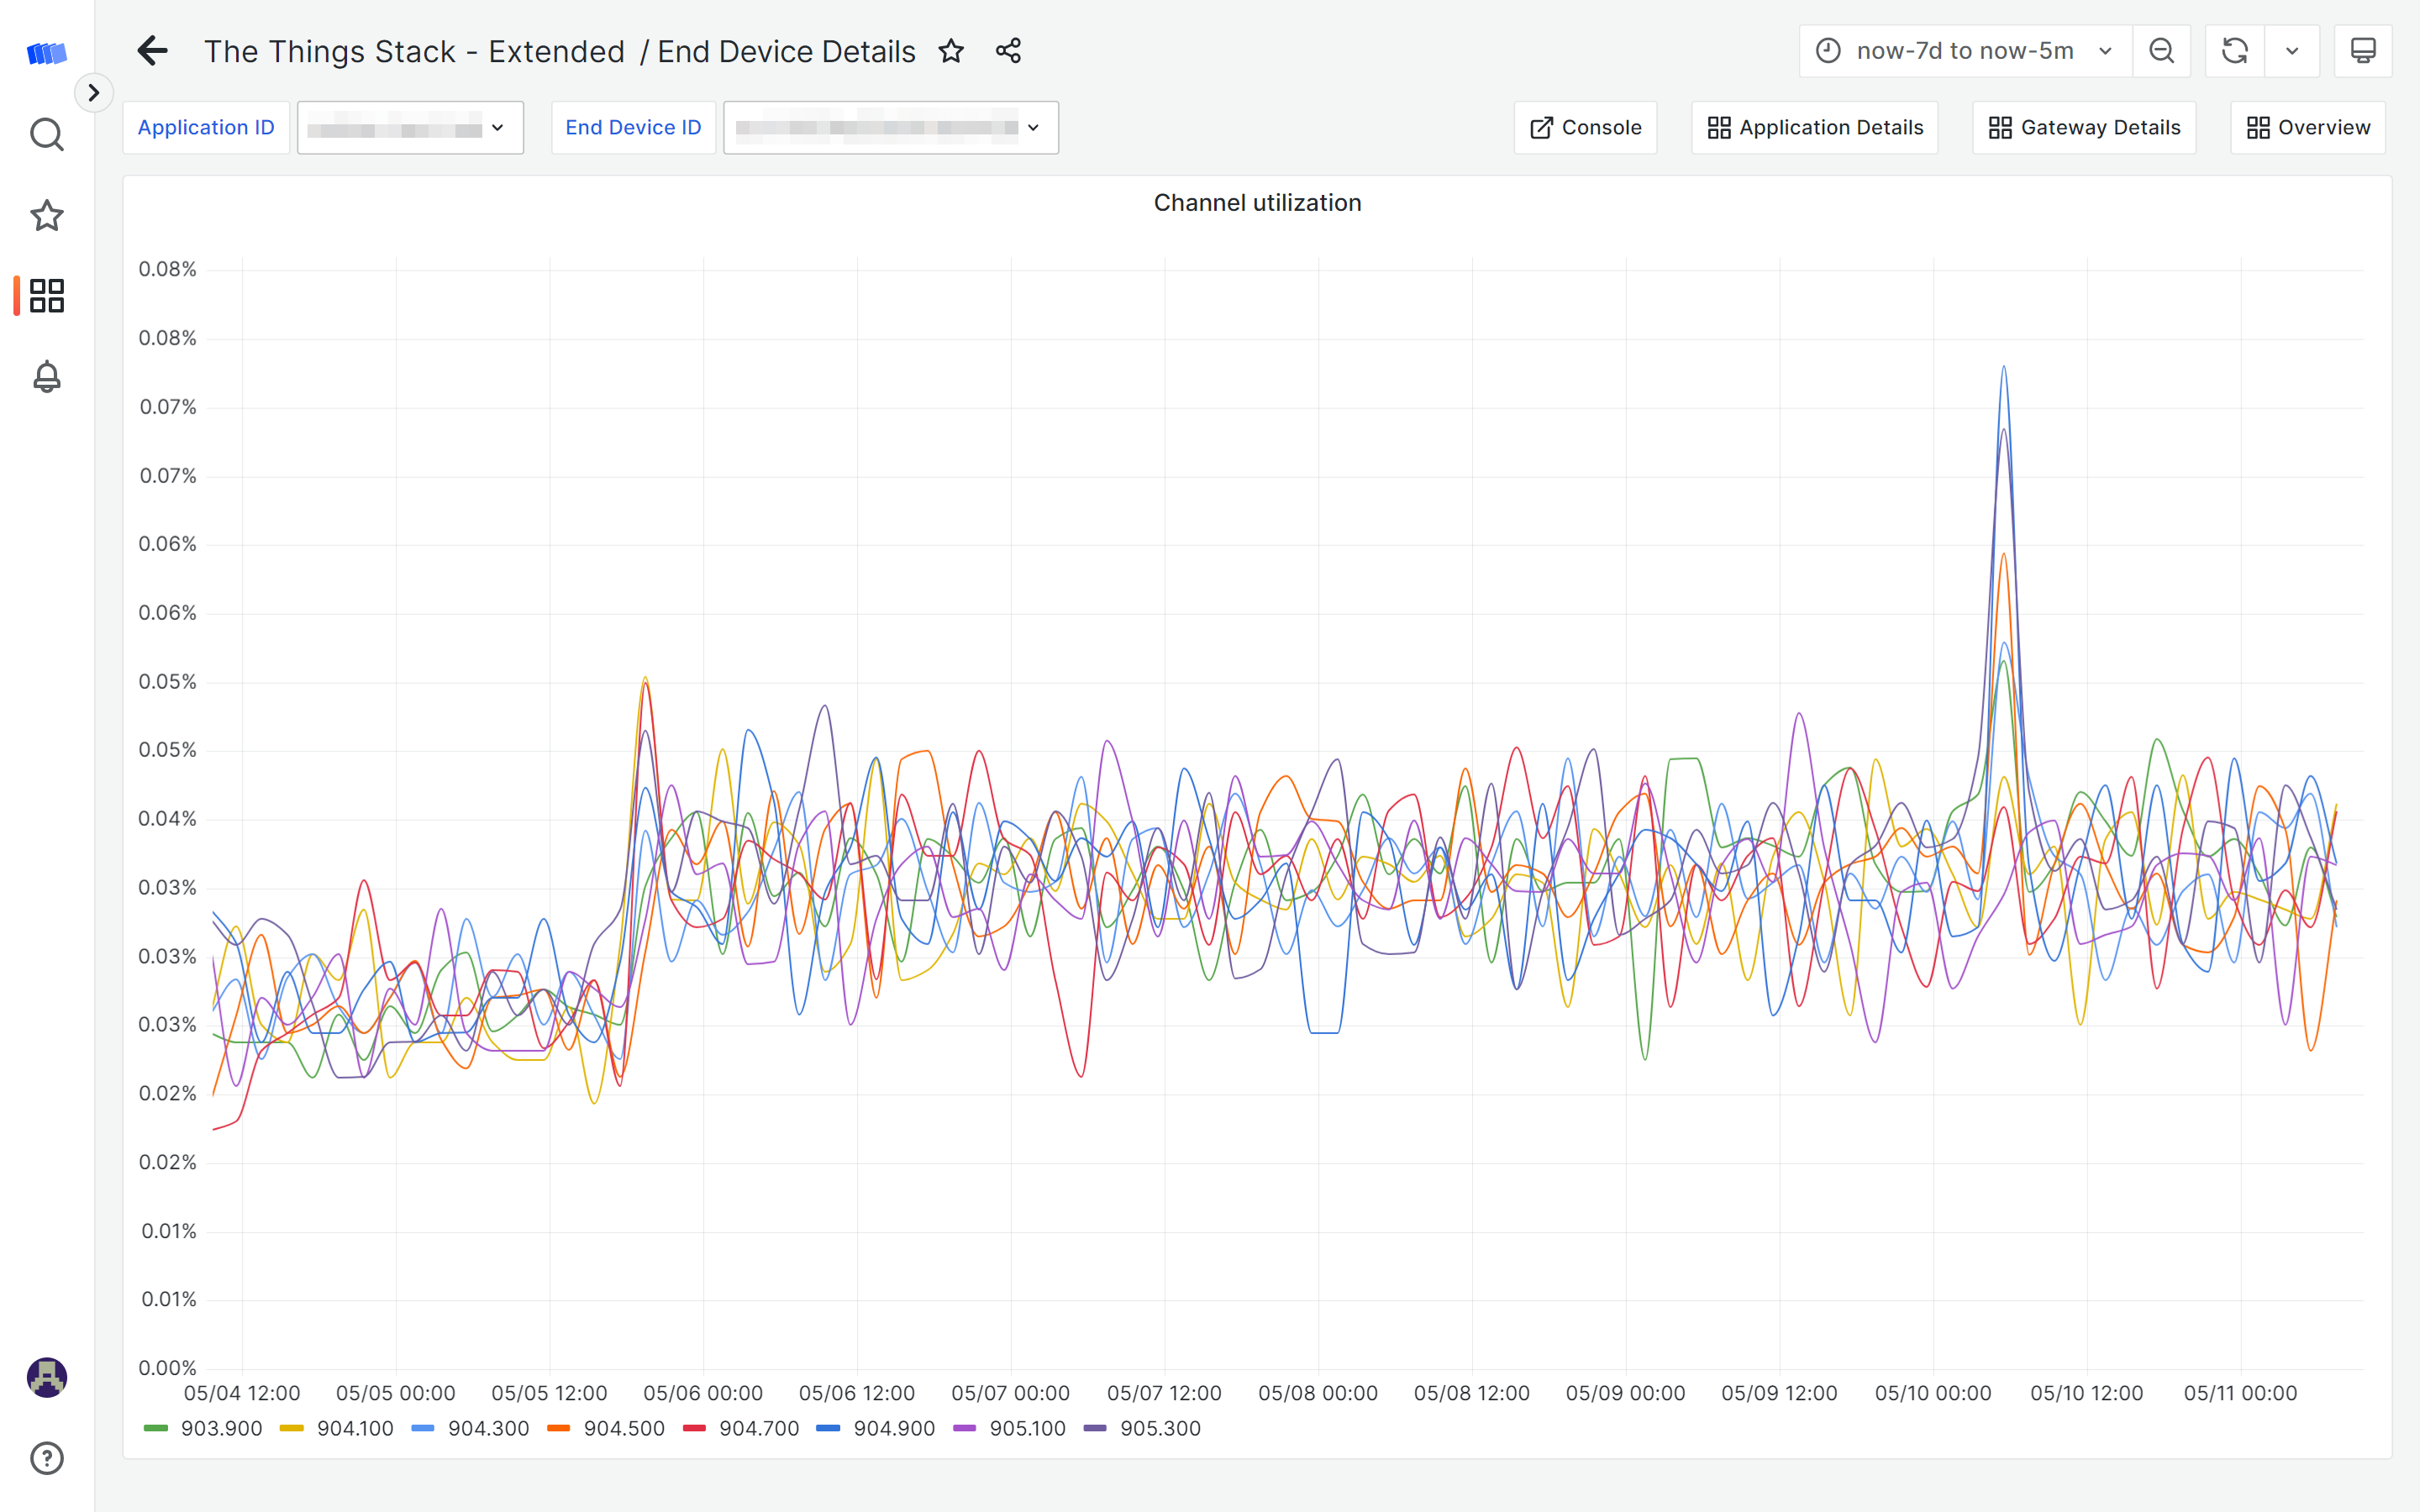 The Things Stack - Extended / End Device Details
now-7d to now-5m
Application ID
End Device ID
Console
Application Details
Gateway Details
Overview
Channel utilization
0.08%
0.08%
0.07%
0.07%
0.06%
0.06%
0.05%
0.05%
0.04%
0.03%
0.03%
0.03%
0.02%
0.02%
0.01%
0.01%
0.00%
05/04 12:00 05/05 00:00 05/05 12:00 05/06 00:00 05/06 12:00 05/07 00:00 05/07 12:00 05/08 00:00 05/08 12:00 05/09 00:00 05/09 12:00 05/10 00:00 05/10 12:00 05/11 00:00
903.900 904.100 904.300 904.500 904.700 904.900 905.100 905.300